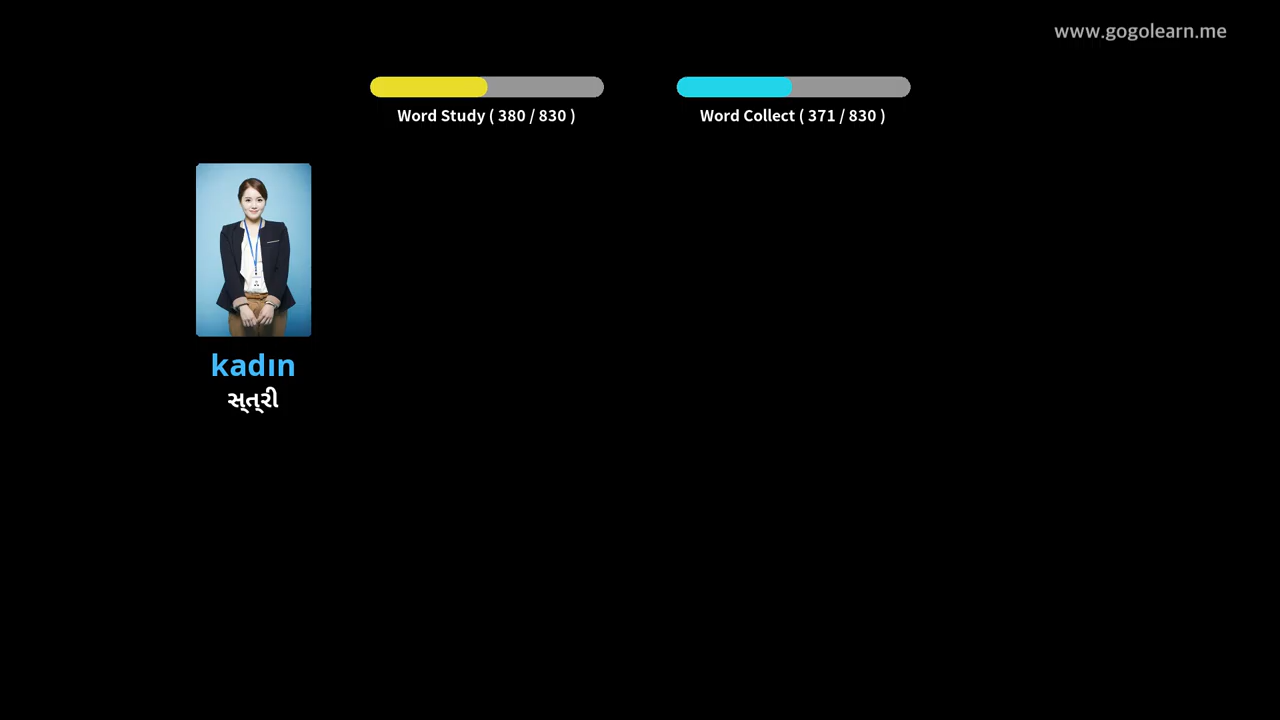 www.gogolearn.me
Word Study ( 380 / 830 )
Word Collect ( 371 / 830 )
kadın
સ્ત્રી